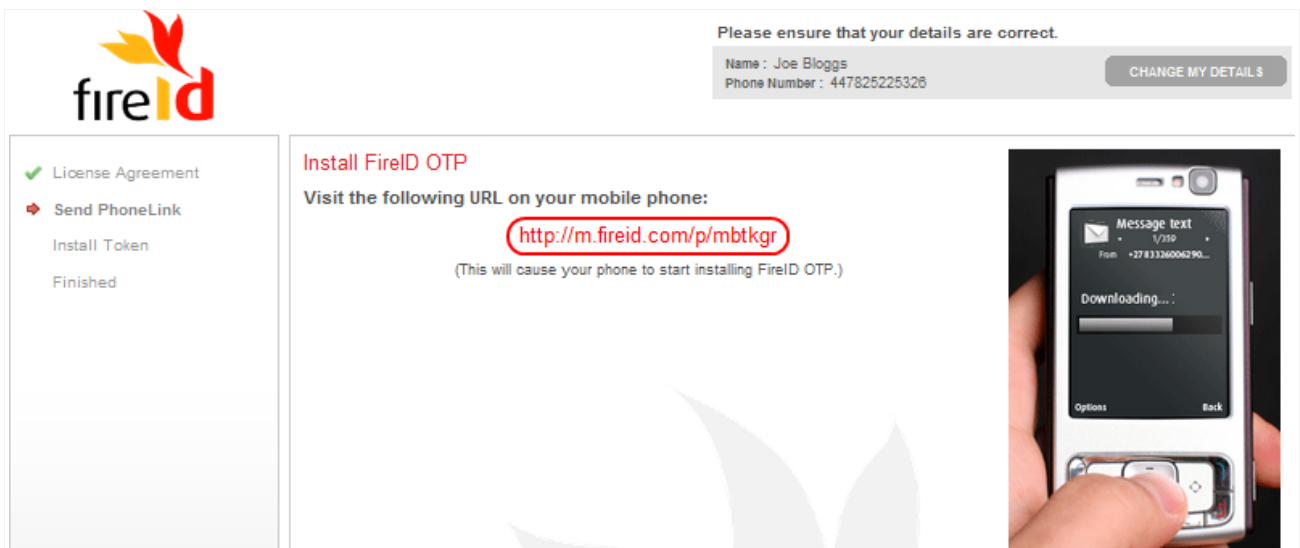 fireid
Please ensure that your details are correct.
Name : Joe Bloggs
Phone Number : 447825225326
CHANGE MY DETAILS
License Agreement
Send PhoneLink
Install Token
Finished
Install FireID OTP
Visit the following URL on your mobile phone:
http://m.fireid.com/p/mbtkgr
(This will cause your phone to start installing FireID OTP.)
Message text
1/359
From +2783326006290...
Downloading... :
Options Back